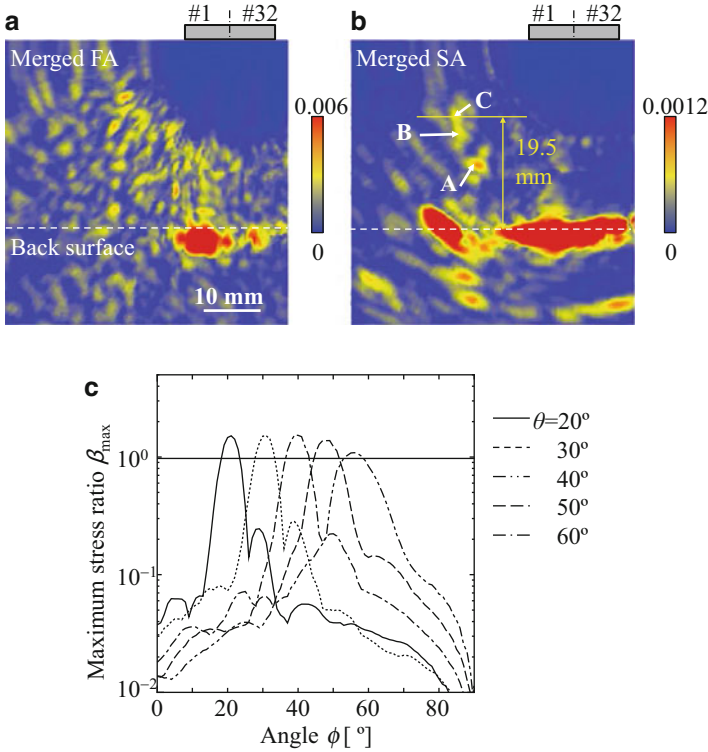 a
#1 #32
Merged FA
0.006
0
Back surface
10 mm
b
#1 #32
Merged SA
0.0012
0
C
B
A
19.5
mm
c
Maximum stress ratio βmax
10⁰
10⁻¹
10⁻²
0 20 40 60 80
Angle ϕ [ º]
θ=20º
30º
40º
50º
60º